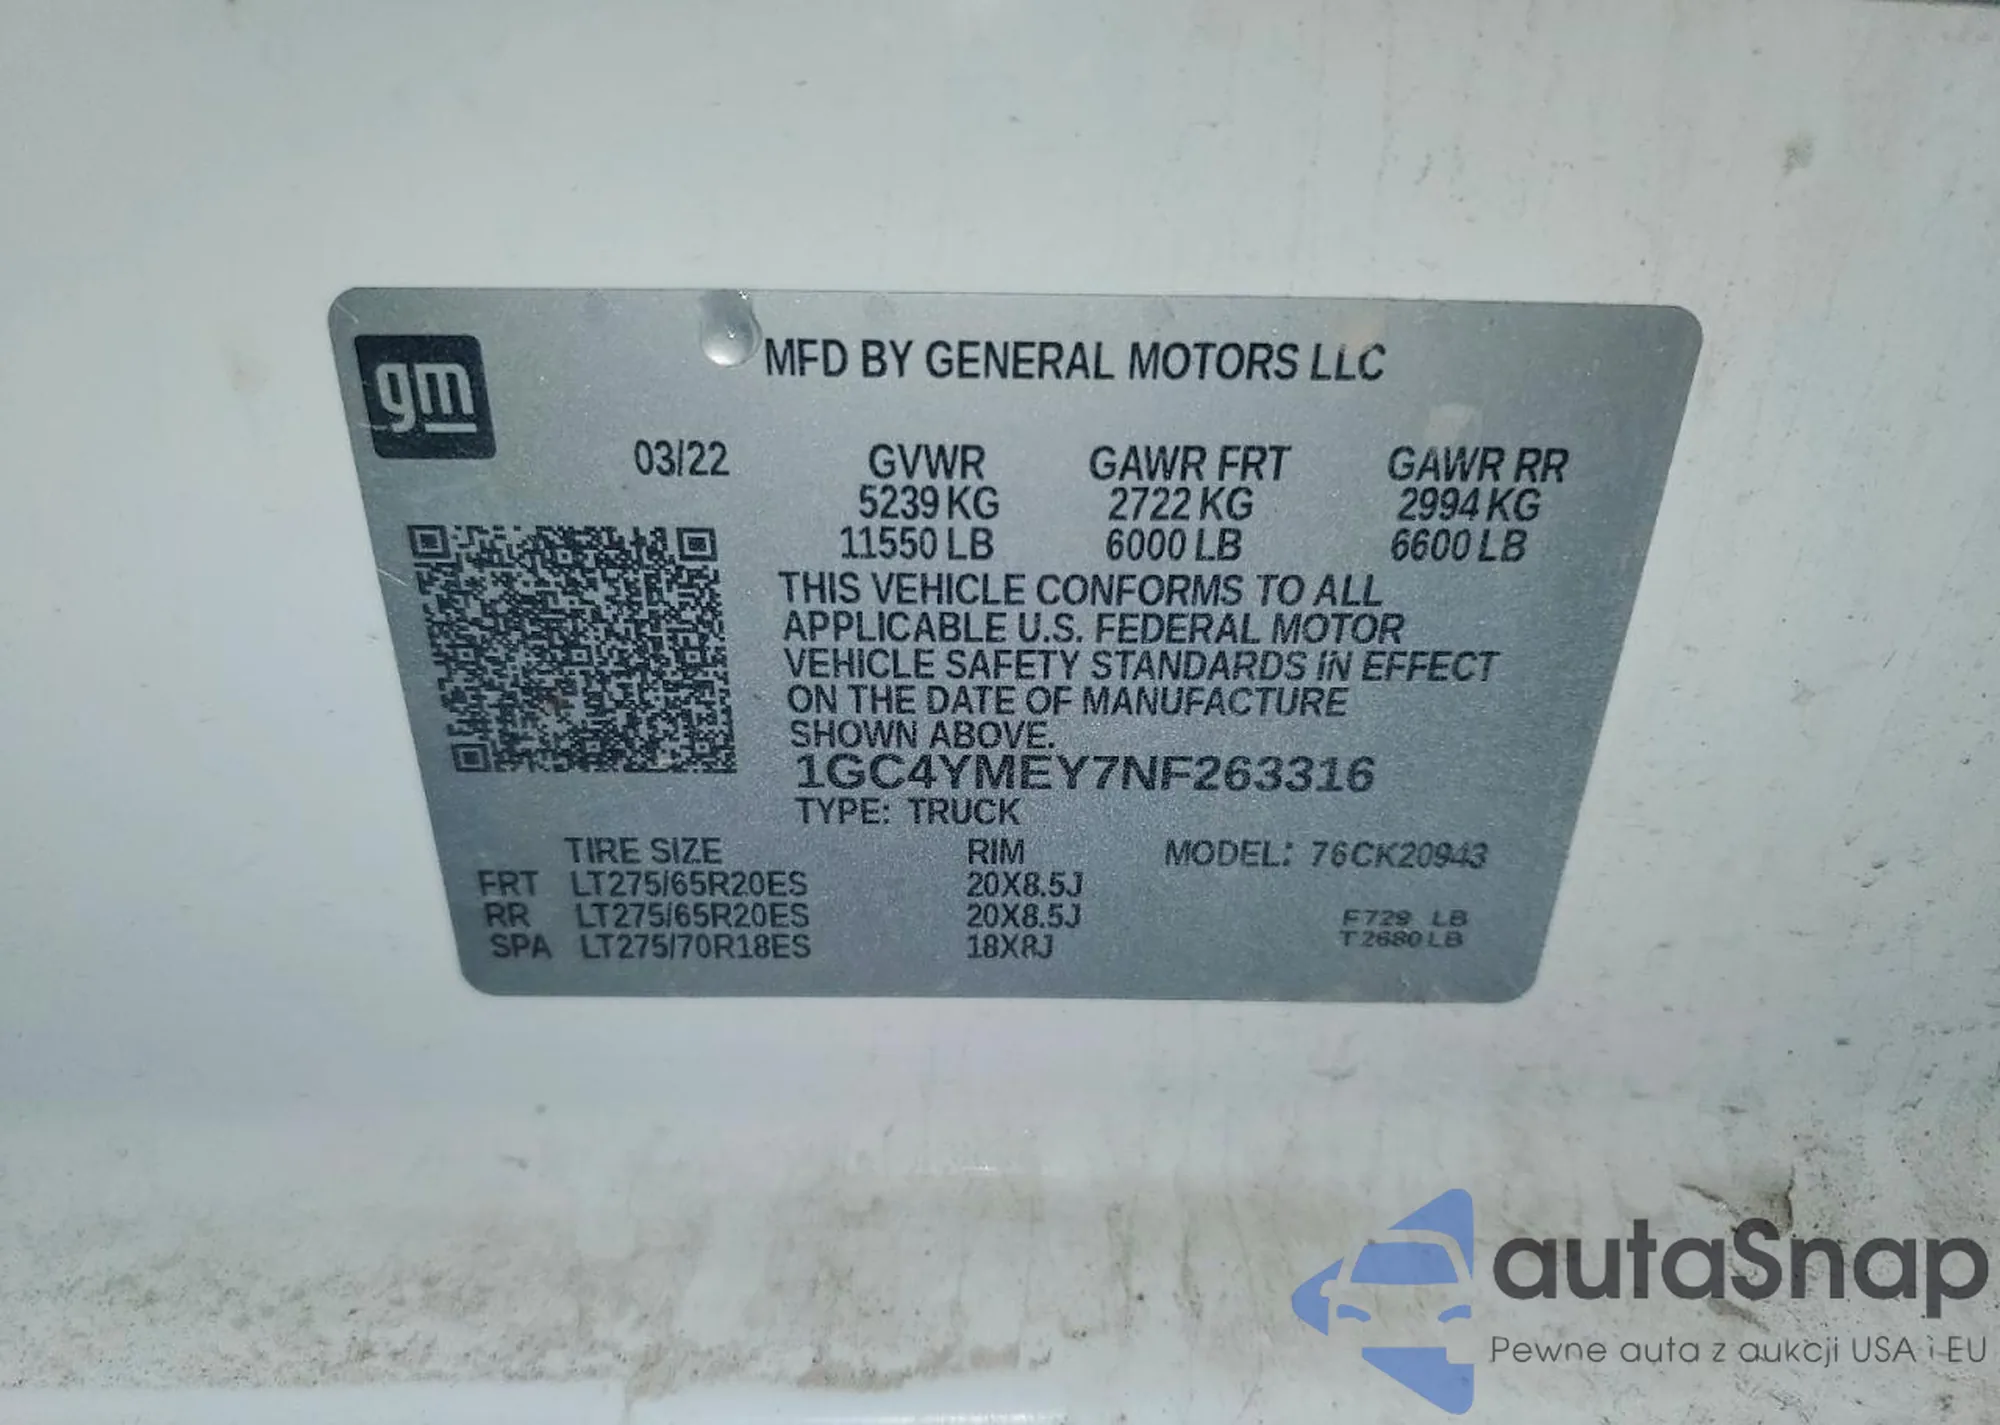 gm
MFD BY GENERAL MOTORS LLC
03/22 GVWR GAWR FRT GAWR RR
5239 KG 2722 KG 2994 KG
11550 LB 6000 LB 6600 LB
THIS VEHICLE CONFORMS TO ALL
APPLICABLE U.S. FEDERAL MOTOR
VEHICLE SAFETY STANDARDS IN EFFECT
ON THE DATE OF MANUFACTURE
SHOWN ABOVE.
1GC4YMEY7NF263316
TYPE: TRUCK
TIRE SIZE RIM MODEL: 76CK20943
FRT LT275/65R20ES 20X8.5J
RR LT275/65R20ES 20X8.5J F729 LB
SPA LT275/70R18ES 18X8J T2680 LB
autaSnap
Pewne auta z aukcji USA i EU